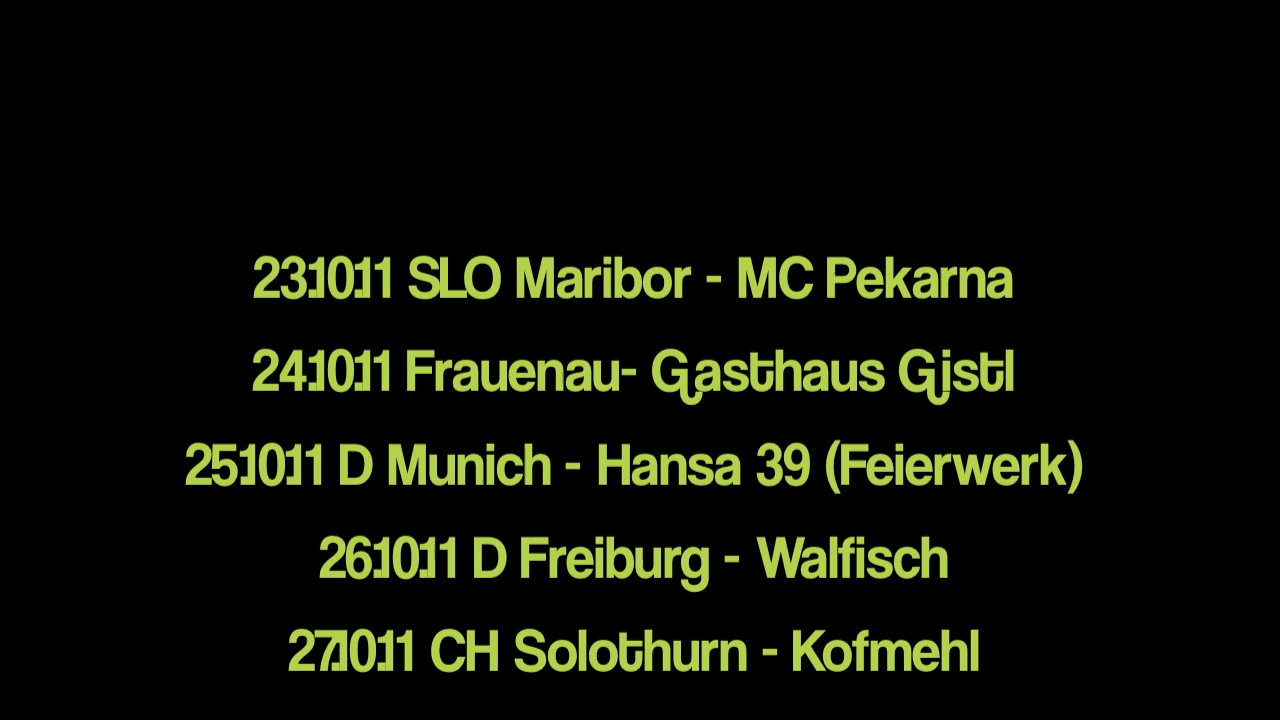 23.10.11 SLO Maribor - MC Pekarna
24.10.11 Frauenau- Gasthaus Gistl
25.10.11 D Munich - Hansa 39 (Feierwerk)
26.10.11 D Freiburg - Walfisch
27.10.11 CH Solothurn - Kofmehl